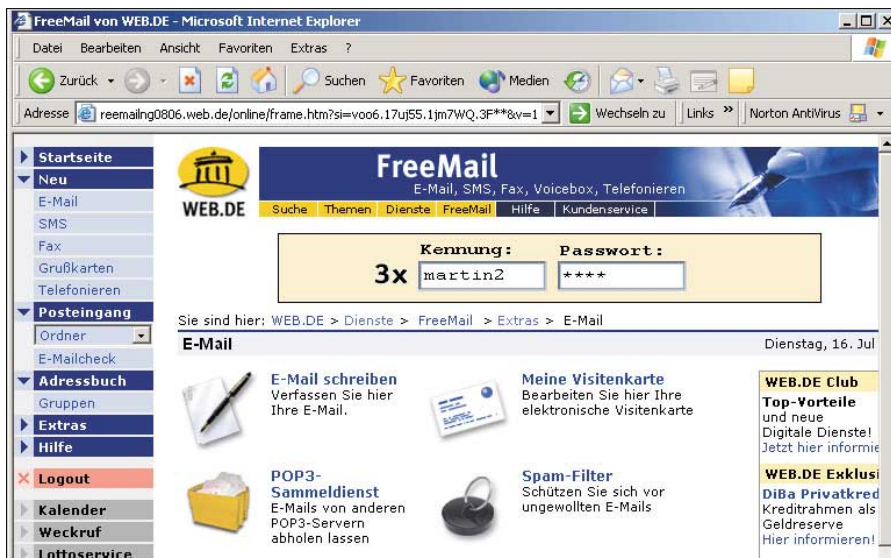 FreeMail von WEB.DE - Microsoft Internet Explorer
Datei Bearbeiten Ansicht Favoriten Extras ?
Zurück Suchen Favoriten Medien
Adresse reemailng0806.web.de/online/frame.htm?si=voo6.17uj55.1jm7WQ.3F**&v=1 Wechseln zu Links » Norton AntiVirus
Startseite
Neu
E-Mail
SMS
Fax
Grußkarten
Telefonieren
Posteingang
Ordner
E-Mailcheck
Adressbuch
Gruppen
Extras
Hilfe
Logout
Kalender
Weckruf
Lottoservice
WEB.DE
FreeMail
E-Mail, SMS, Fax, Voicebox, Telefonieren
Suche Themen Dienste FreeMail Hilfe Kundenservice
Kennung: Passwort:
3x martin2 ****
Sie sind hier: WEB.DE > Dienste > FreeMail > Extras > E-Mail
E-Mail Dienstag, 16. Jul
E-Mail schreiben
Verfassen Sie hier
Ihre E-Mail.
Meine Visitenkarte
Bearbeiten Sie hier Ihre
elektronische Visitenkarte
POP3-
Sammeldienst
E-Mails von anderen
POP3-Servern
abholen lassen
Spam-Filter
Schützen Sie sich vor
ungewollten E-Mails
WEB.DE Club
Top-Vorteile
und neue
Digitale Dienste!
Jetzt hier informie
WEB.DE Exklusi
DiBa Privatkred
Kreditrahmen als
Geldreserve
Hier informieren!